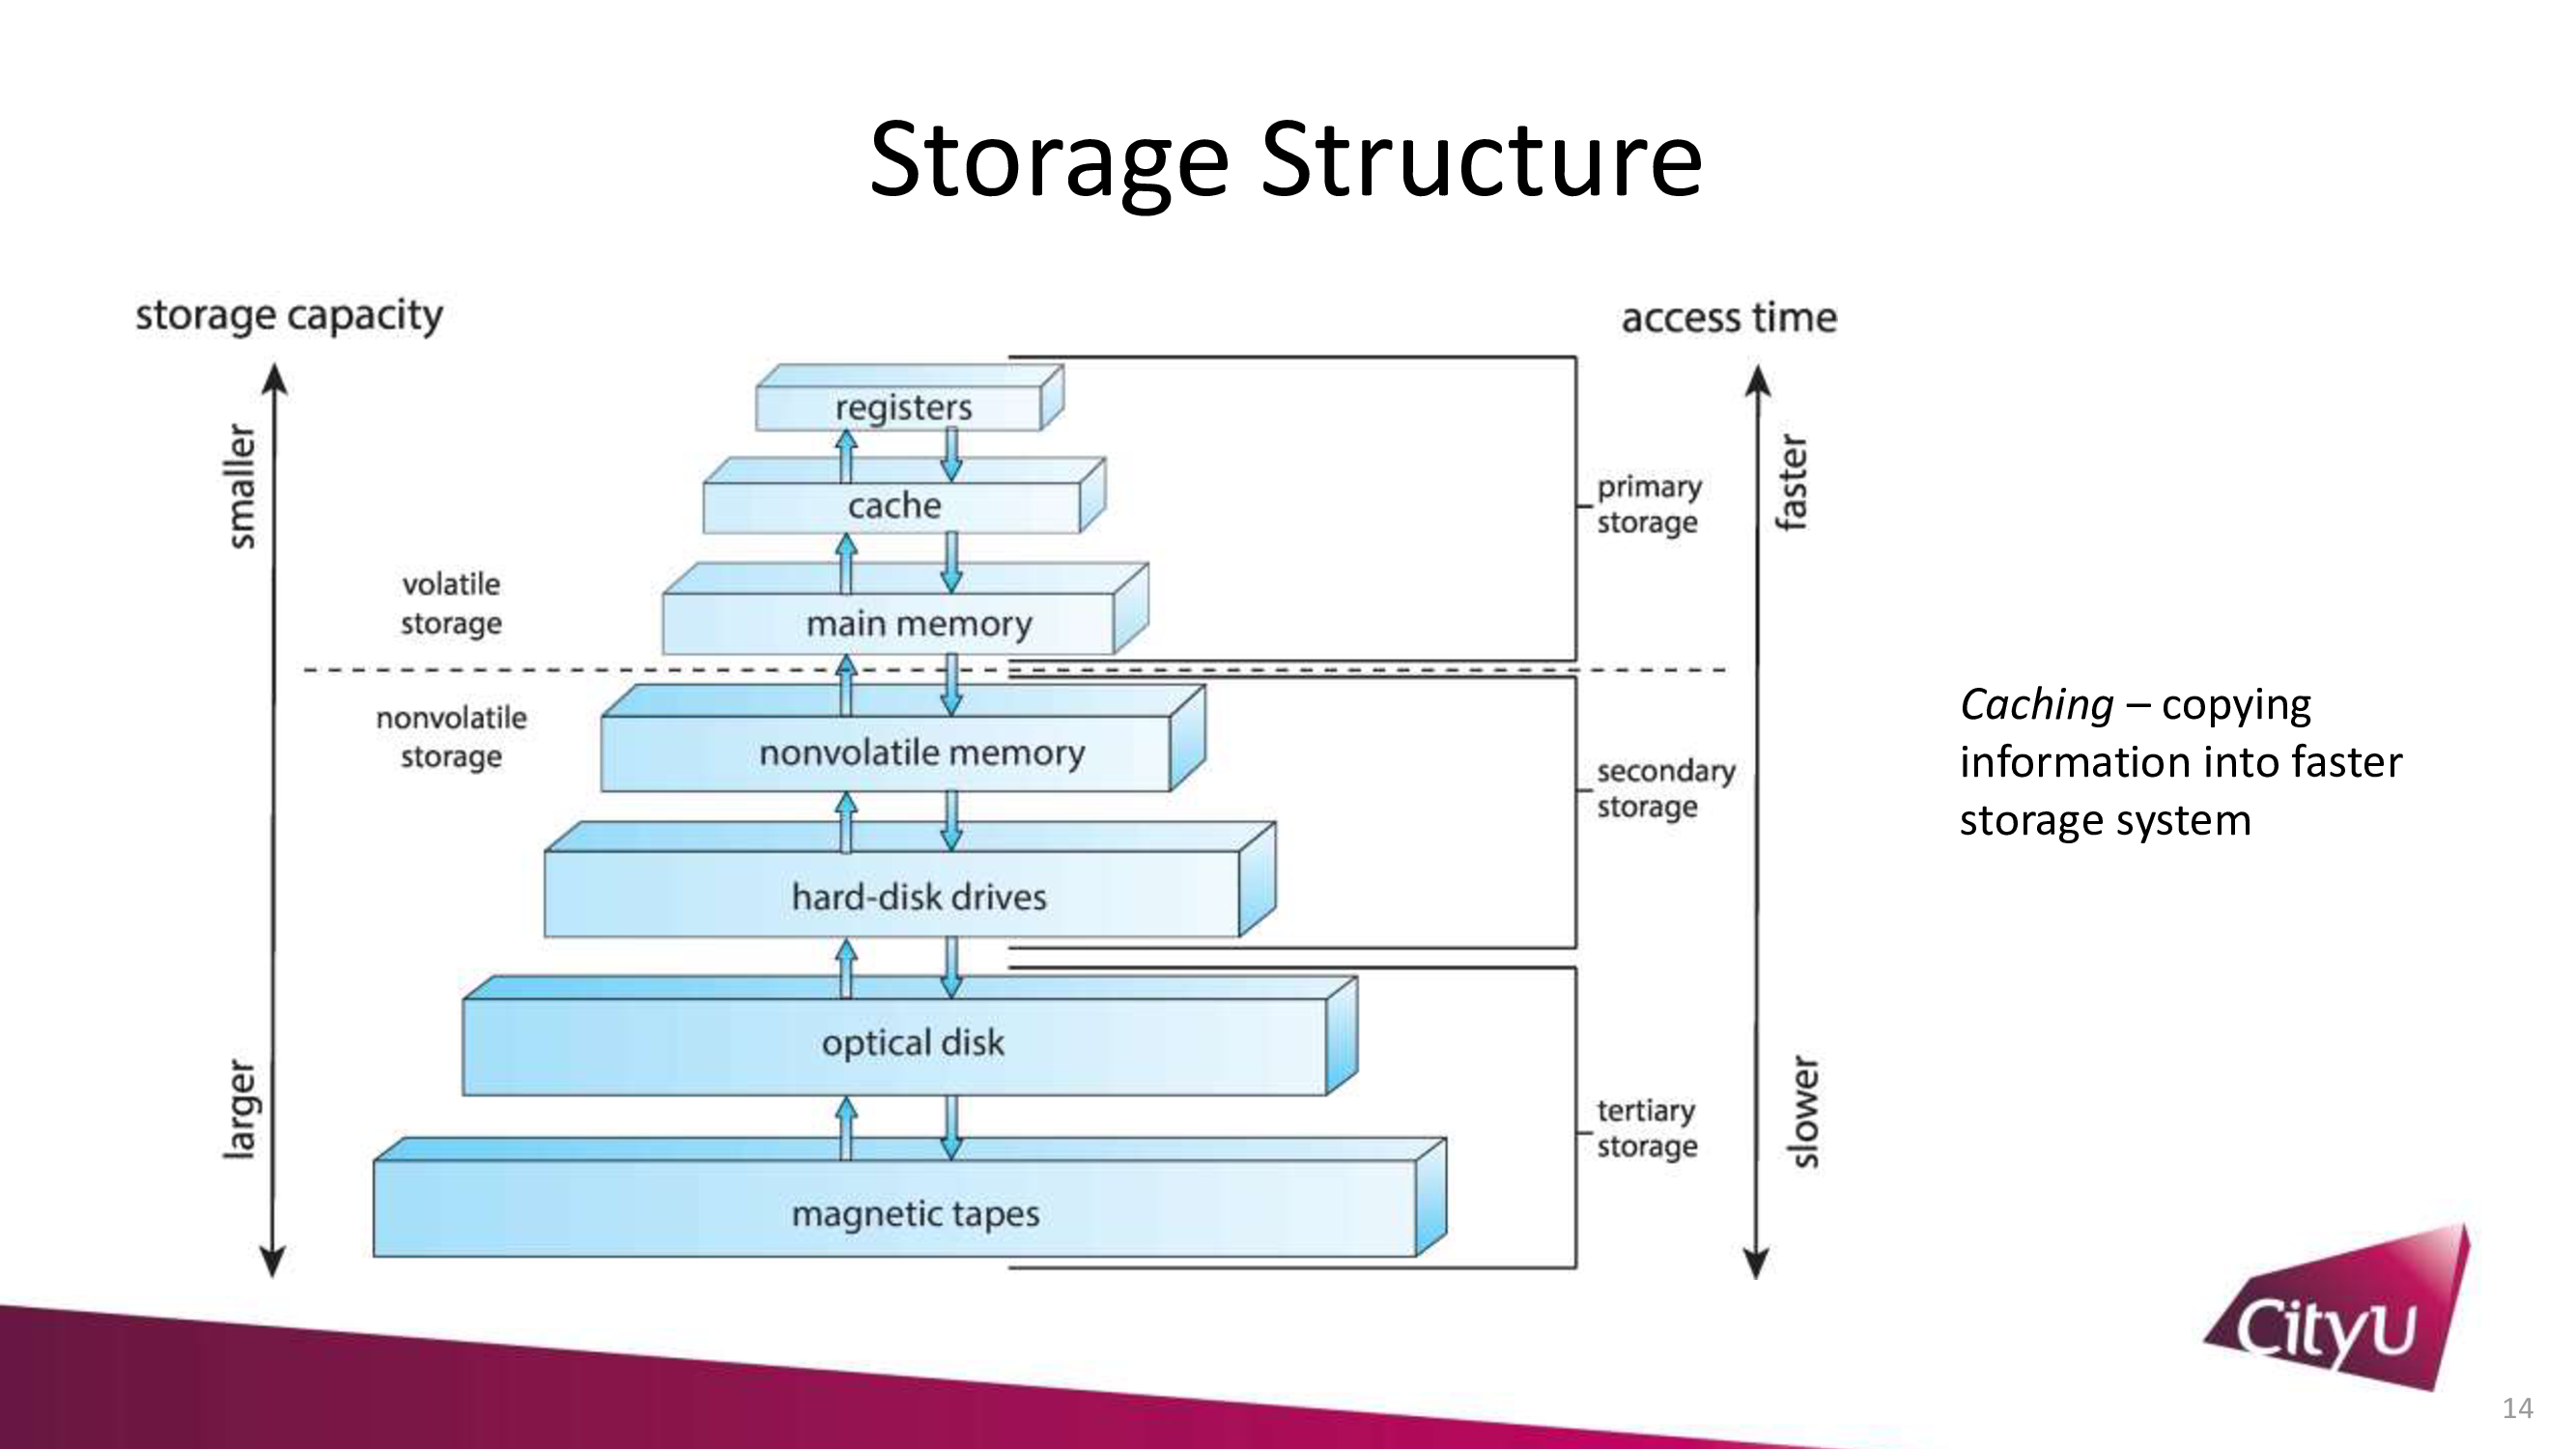 Storage Structure
storage capacity
access time
smaller
larger
volatile
storage
nonvolatile
storage
registers
cache
main memory
nonvolatile memory
hard-disk drives
optical disk
magnetic tapes
primary
storage
secondary
storage
tertiary
storage
faster
slower
Caching – copying
information into faster
storage system
CityU
14